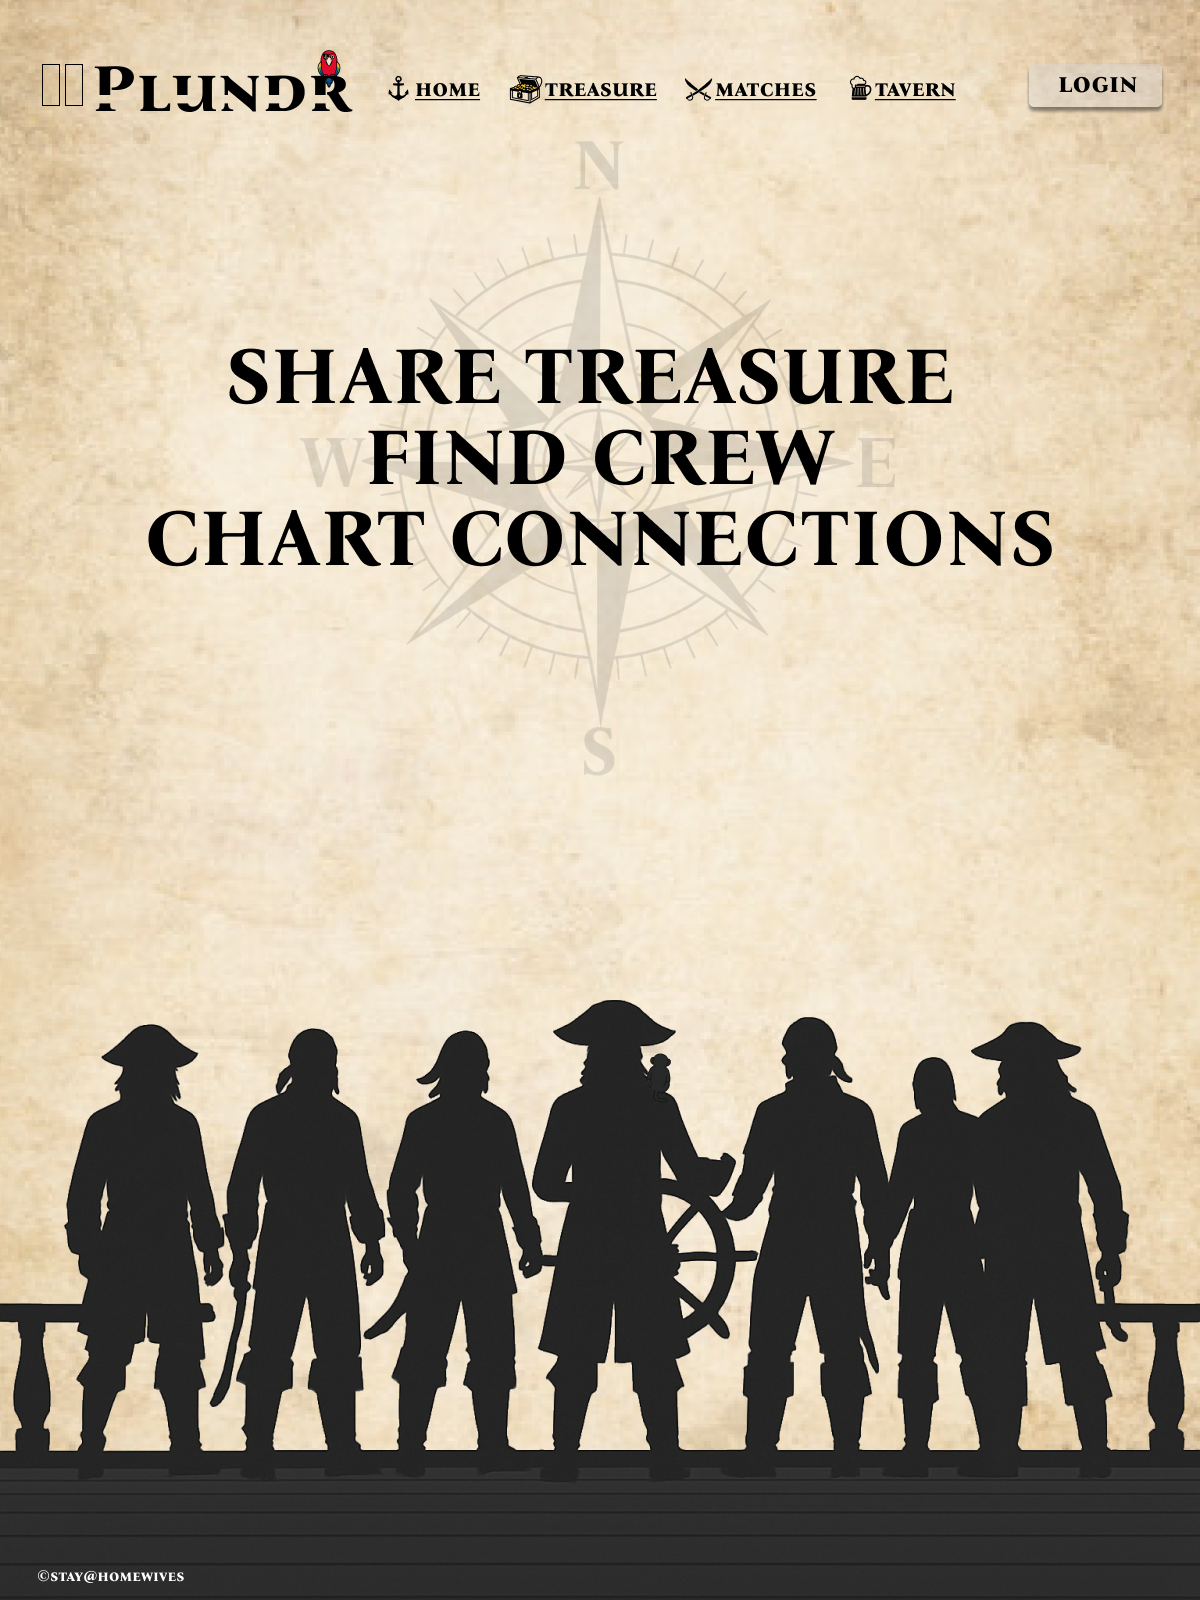 PLUNDR
HOME
TREASURE
MATCHES
TAVERN
LOGIN
N
SHARE TREASURE
W
FIND CREW
E
CHART CONNECTIONS
S
©STAY@HOMEWIVES